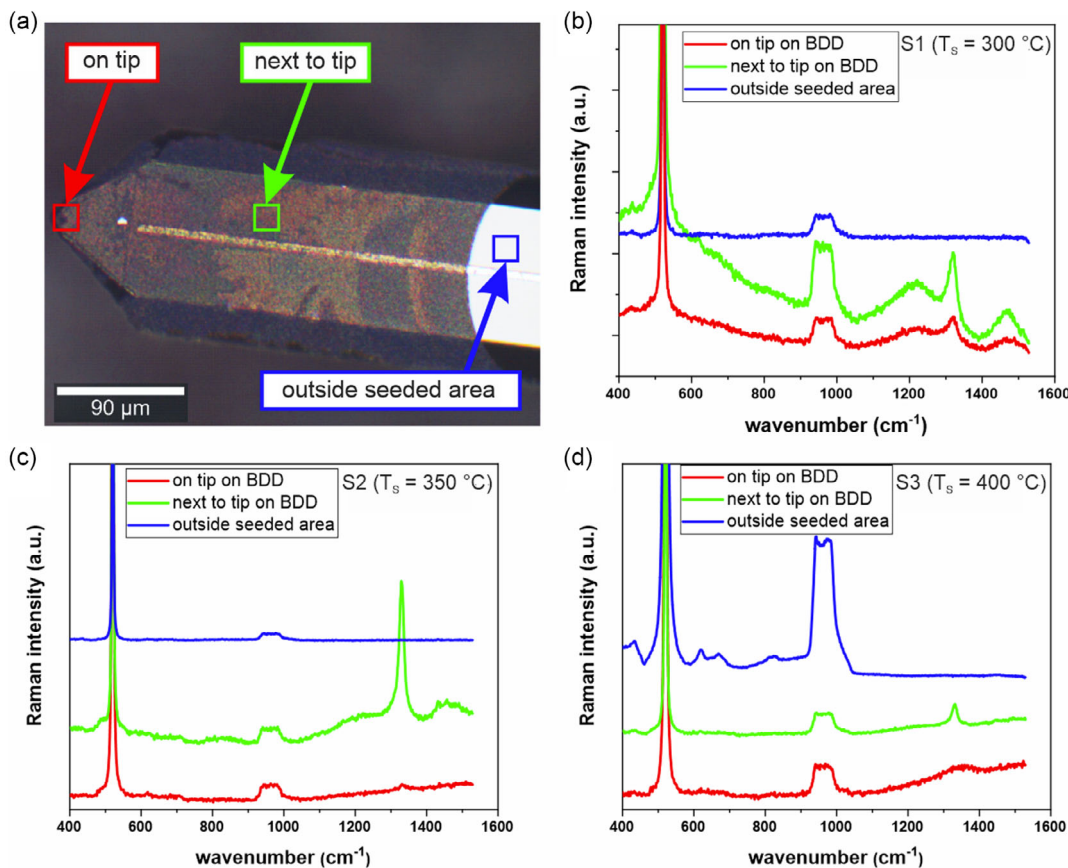 (a)
on tip
next to tip
outside seeded area
90 µm
(b)
on tip on BDD
next to tip on BDD
outside seeded area
S1 (Tₛ = 300 °C)
Raman intensity (a.u.)
400 600 800 1000 1200 1400 1600
wavenumber (cm⁻¹)
(c)
on tip on BDD
next to tip on BDD
outside seeded area
S2 (Tₛ = 350 °C)
Raman intensity (a.u.)
400 600 800 1000 1200 1400 1600
wavenumber (cm⁻¹)
(d)
on tip on BDD
next to tip on BDD
outside seeded area
S3 (Tₛ = 400 °C)
Raman intensity (a.u.)
400 600 800 1000 1200 1400 1600
wavenumber (cm⁻¹)